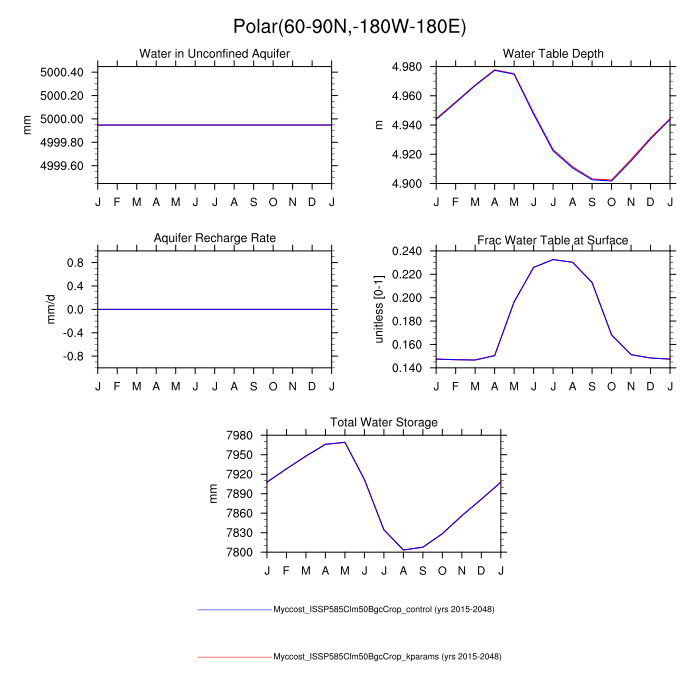 Polar(60-90N,-180W-180E)
Water in Unconfined Aquifer
5000.40
5000.20
5000.00
4999.80
4999.60
mm
J F M A M J J A S O N D J
Water Table Depth
4.980
4.960
4.940
4.920
4.900
m
J F M A M J J A S O N D J
Aquifer Recharge Rate
0.8
0.4
0.0
-0.4
-0.8
mm/d
J F M A M J J A S O N D J
Frac Water Table at Surface
0.240
0.220
0.200
0.180
0.160
0.140
unitless [0-1]
J F M A M J J A S O N D J
Total Water Storage
7980
7950
7920
7890
7860
7830
7800
mm
J F M A M J J A S O N D J
Myccost_ISSP585Clm50BgcCrop_control (yrs 2015-2048)
Myccost_ISSP585Clm50BgcCrop_kparams (yrs 2015-2048)